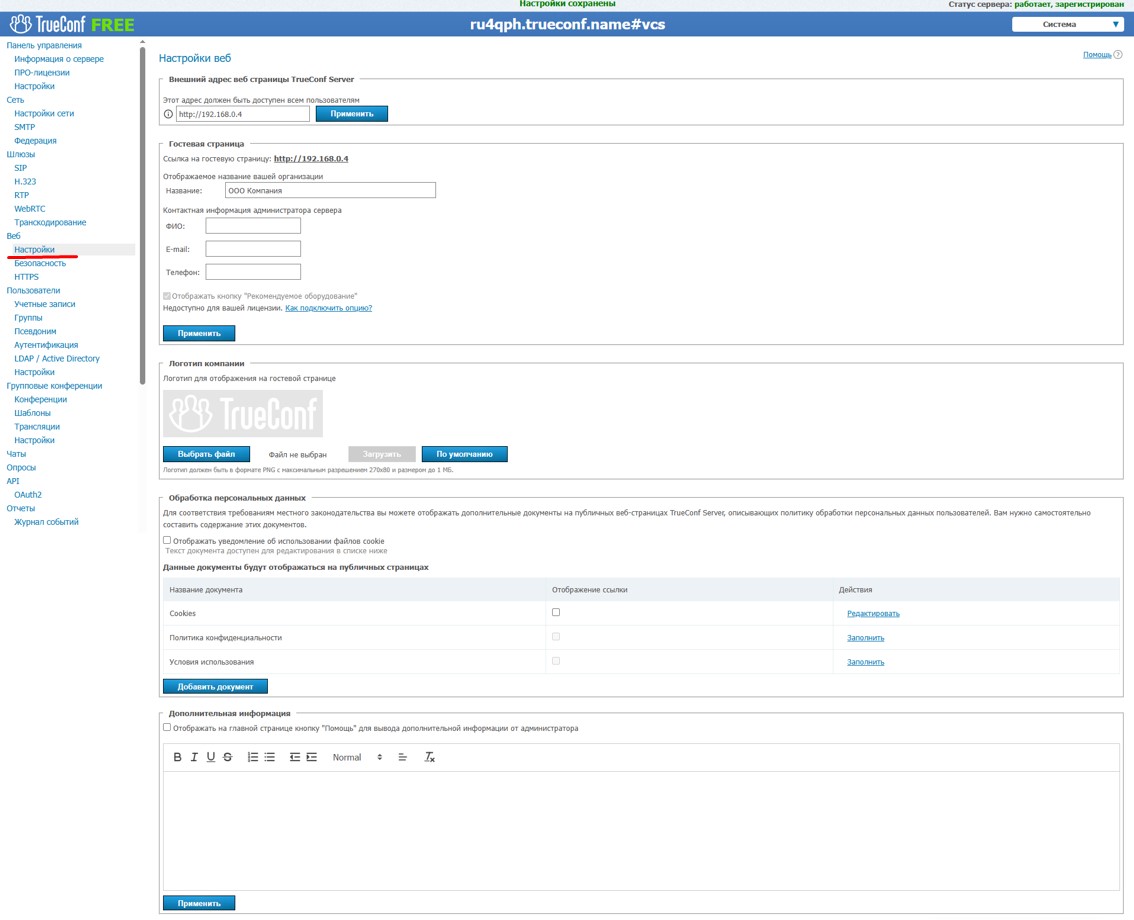 Настройки сохранены
Статус сервера: работает, зарегистрирован
TrueConf FREE
ru4qph.trueconf.name#vcs
Система
Панель управления
Информация о сервере
ПРО-лицензии
Настройки
Сеть
Настройки сети
SMTP
Федерация
Шлюзы
SIP
H.323
RTP
WebRTC
Транскодирование
Веб
Настройки
Безопасность
HTTPS
Пользователи
Учетные записи
Группы
Псевдоним
Аутентификация
LDAP / Active Directory
Настройки
Групповые конференции
Конференции
Шаблоны
Трансляции
Настройки
Чаты
Опросы
API
OAuth2
Отчеты
Журнал событий
Настройки веб
Помощь ?
Внешний адрес веб страницы TrueConf Server
Этот адрес должен быть доступен всем пользователям
http://192.168.0.4
Применить
Гостевая страница
Ссылка на гостевую страницу: http://192.168.0.4
Отображаемое название вашей организации
Название: ООО Компания
Контактная информация администратора сервера
ФИО:
E-mail:
Телефон:
Отображать кнопку "Рекомендуемое оборудование"
Недоступно для вашей лицензии. Как подключить опцию?
Применить
Логотип компании
Логотип для отображения на гостевой странице
TrueConf
Выбрать файл Файл не выбран Загрузить По умолчанию
Логотип должен быть в формате PNG с максимальным разрешением 270x80 и размером до 1 МБ.
Обработка персональных данных
Для соответствия требованиям местного законодательства вы можете отображать дополнительные документы на публичных веб-страницах TrueConf Server, описывающих политику обработки персональных данных пользователей. Вам нужно самостоятельно
составить содержание этих документов.
Отображать уведомление об использовании файлов cookie
Текст документа доступен для редактирования в списке ниже
Данные документы будут отображаться на публичных страницах
Название документа Отображение ссылки Действия
Cookies Редактировать
Политика конфиденциальности Заполнить
Условия использования Заполнить
Добавить документ
Дополнительная информация
Отображать на главной странице кнопку "Помощь" для вывода дополнительной информации от администратора
B I U S Normal
Применить